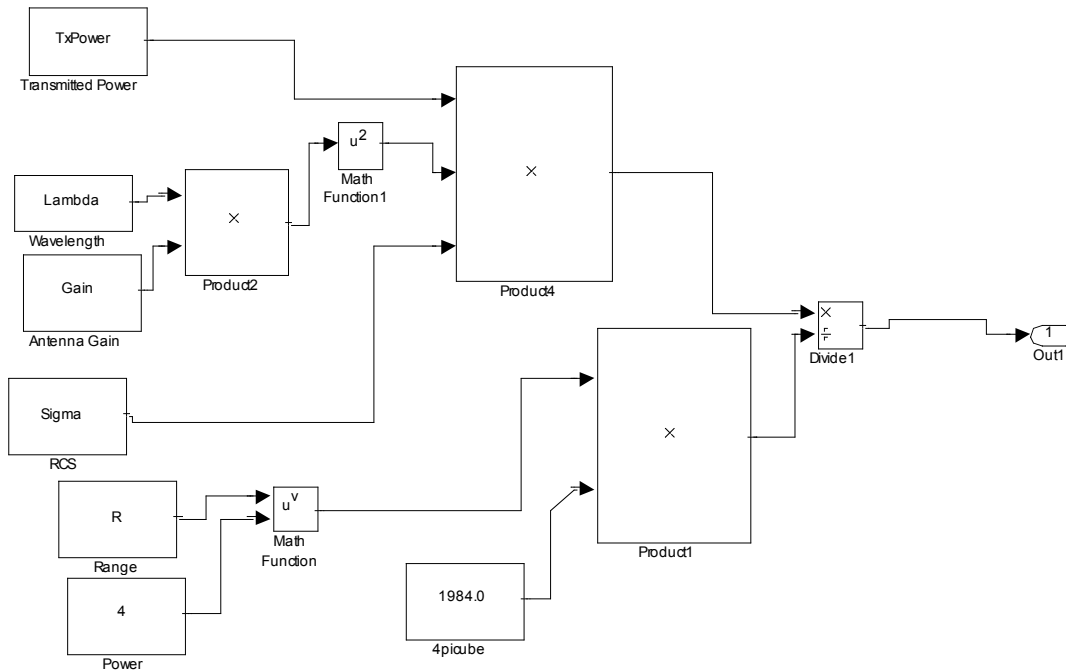 TxPower
Transmitted Power
u2
Math
Function1
Lambda
Wavelength
×
Product2
Gain
Antenna Gain
×
Product4
Sigma
RCS
R
Range
4
Power
uv
Math
Function
×
Product1
1984.0
4picube
×
÷
Divide1
1
Out1